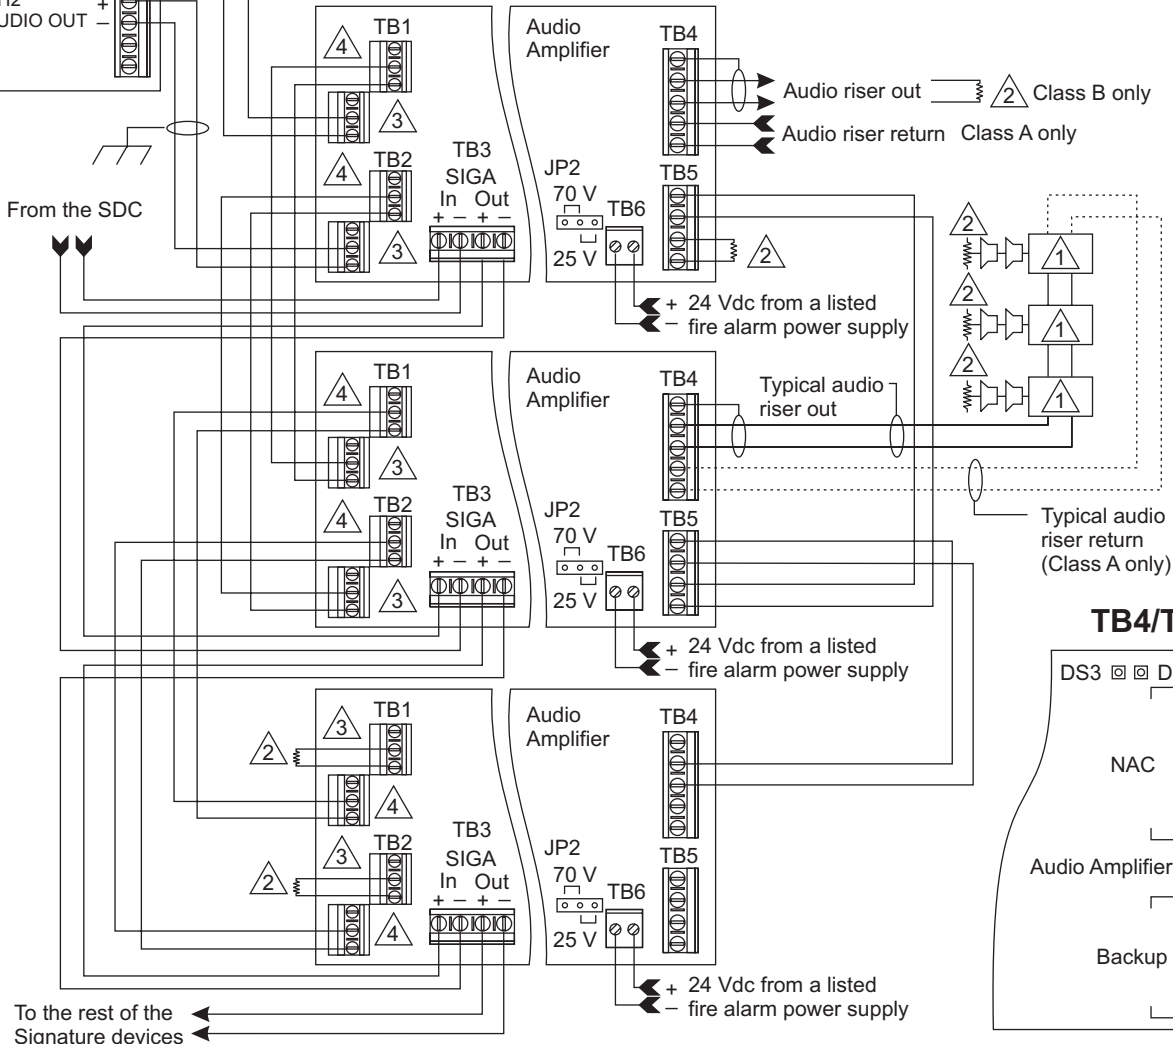 +
UDIO OUT –
TB1
4
3
TB2
4
3
TB3
SIGA
In Out
+ – + –
Audio
Amplifier
TB4
JP2
70 V
25 V
TB6
TB5
2
Audio riser out
2 Class B only
Audio riser return Class A only
From the SDC
+ 24 Vdc from a listed
– fire alarm power supply
2
1
2
1
2
1
TB1
4
3
TB2
4
3
TB3
SIGA
In Out
+ – + –
Audio
Amplifier
TB4
JP2
70 V
25 V
TB6
TB5
Typical audio
riser out
Typical audio
riser return
(Class A only)
+ 24 Vdc from a listed
– fire alarm power supply
TB1
3
2
4
TB2
3
2
4
TB3
SIGA
In Out
+ – + –
Audio
Amplifier
TB4
JP2
70 V
25 V
TB6
TB5
+ 24 Vdc from a listed
– fire alarm power supply
To the rest of the
Signature devices
TB4/T
DS3 D
NAC
Audio Amplifier
Backup